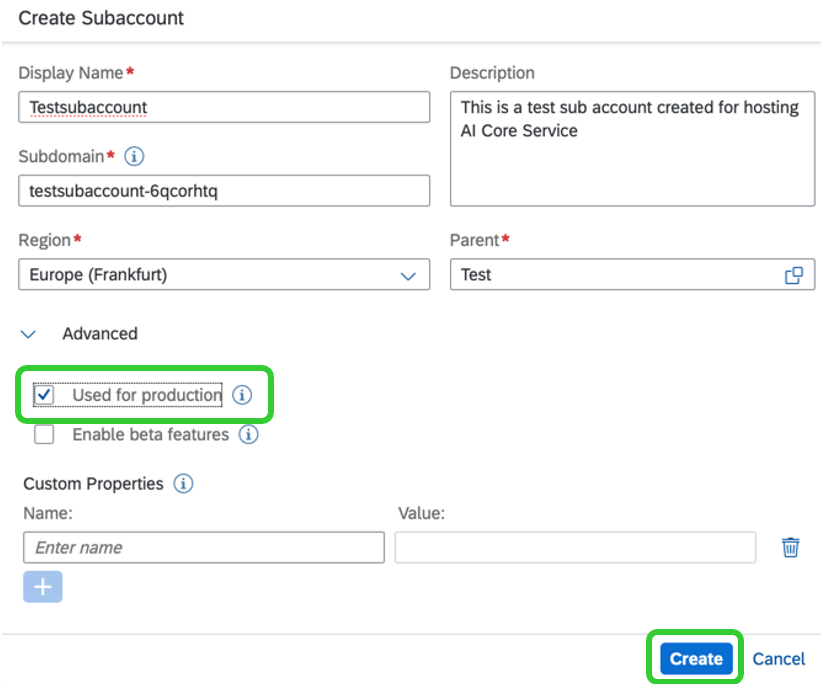 Create Subaccount
Display Name*
Testsubaccount
Description
This is a test sub account created for hosting
AI Core Service
Subdomain*
testsubaccount-6qcorhtq
Region*
Europe (Frankfurt)
Parent*
Test
Advanced
Used for production
Enable beta features
Custom Properties
Name:
Value:
Enter name
Create
Cancel